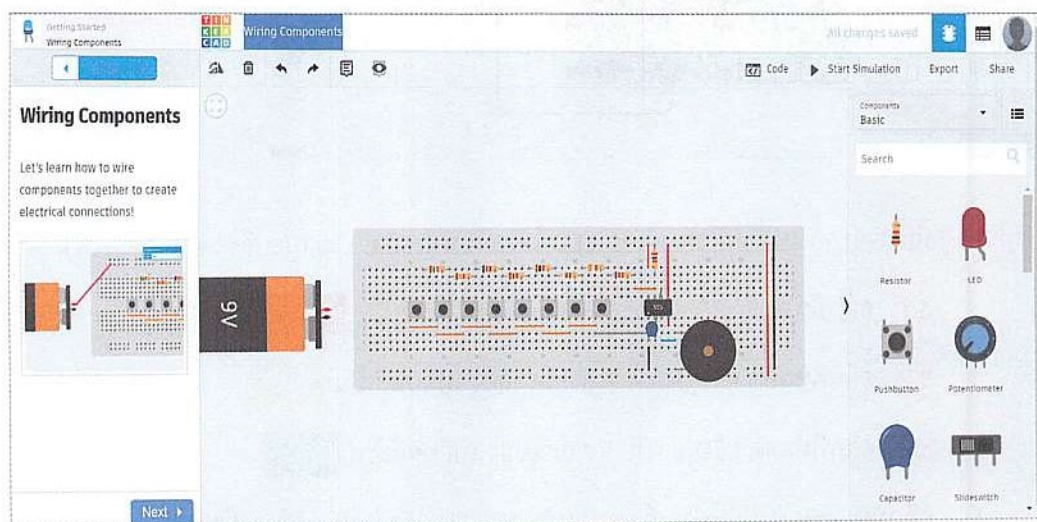 Getting Started
Wiring Components
TIN
KER
CAD
Wiring Components
All changes saved
Code
Start Simulation
Export
Share
Wiring Components
Let's learn how to wire
components together to create
electrical connections!
Next
9V
Components
Basic
Search
Resistor
LED
Pushbutton
Potentiometer
Capacitor
Slideswitch